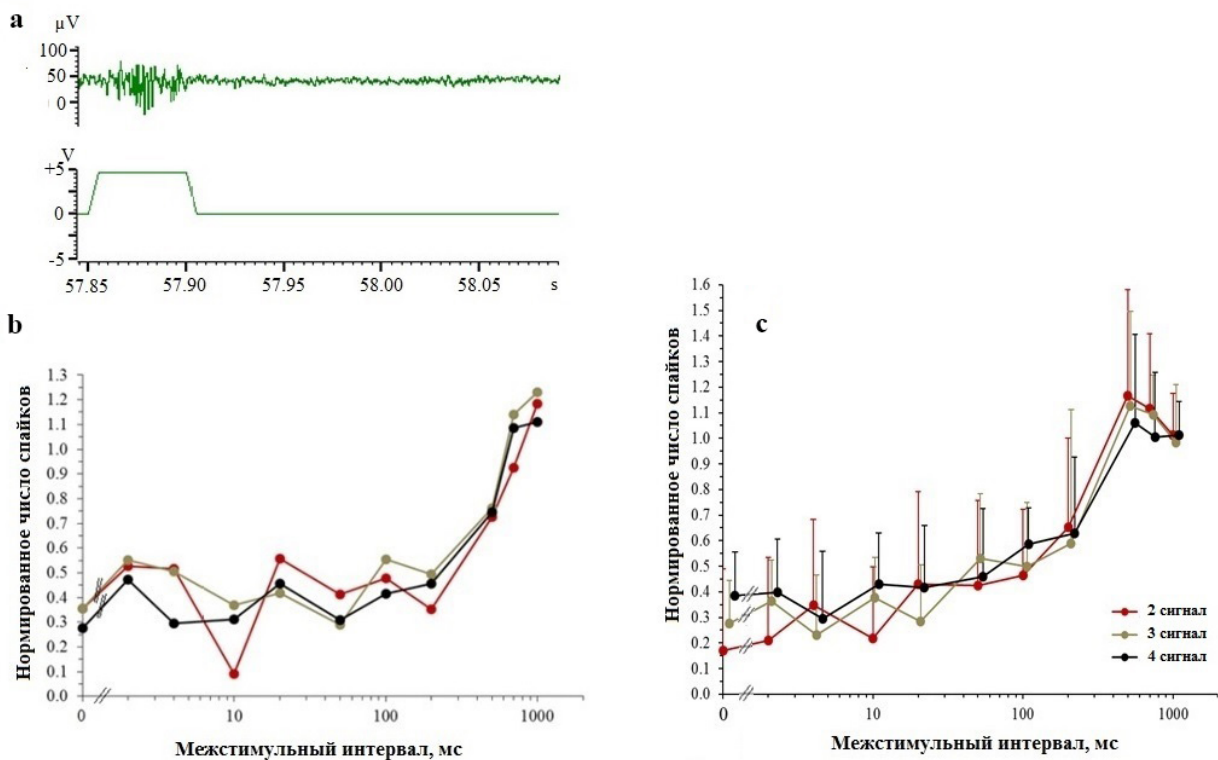 a
µV
100
50
0
V
+5
0
-5
57.85 57.90 57.95 58.00 58.05 s
b
Нормированное число спайков
1.3
1.2
1.1
1.0
0.9
0.8
0.7
0.6
0.5
0.4
0.3
0.2
0.1
0.0
0 10 100 1000
Межстимульный интервал, мс
c
Нормированное число спайков
1.6
1.5
1.4
1.3
1.2
1.1
1.0
0.9
0.8
0.7
0.6
0.5
0.4
0.3
0.2
0.1
0.0
2 сигнал
3 сигнал
4 сигнал
0 10 100 1000
Межстимульный интервал, мс